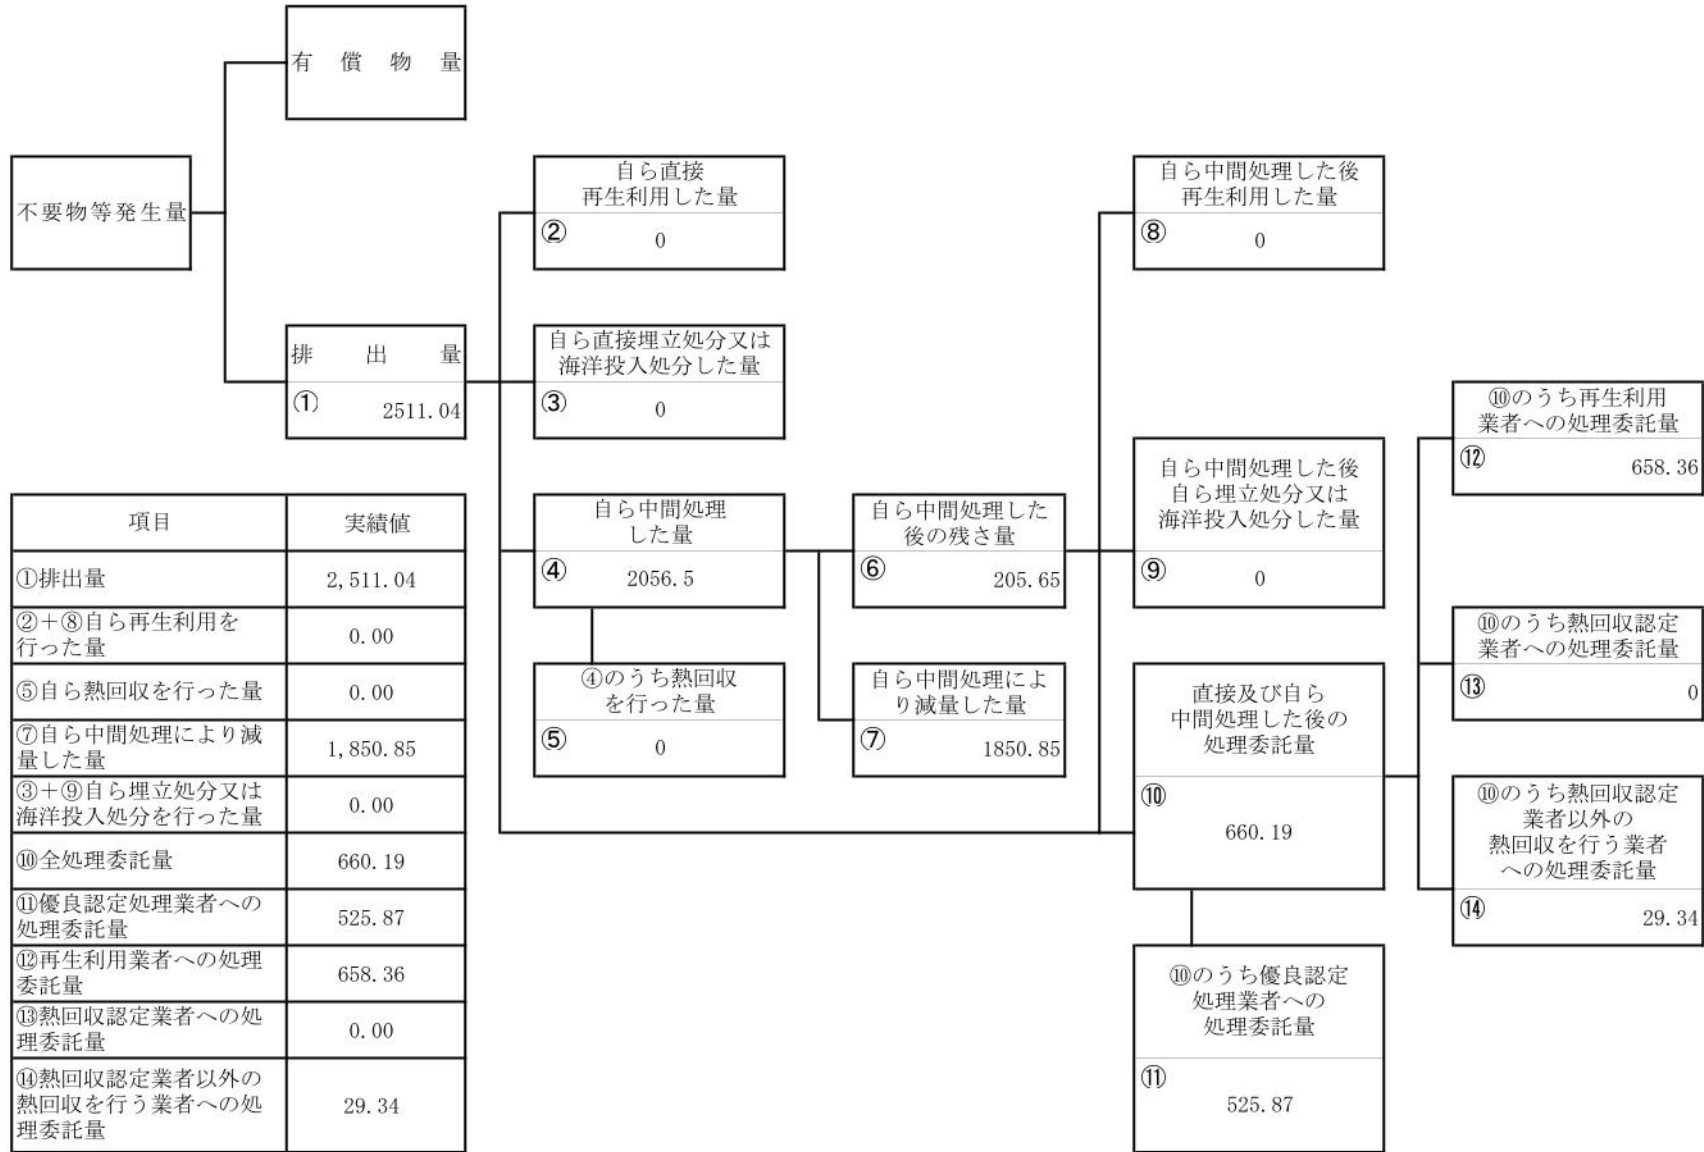 有償物量
不要物等発生量
排出量
①
2511.04
自ら直接
再生利用した量
②
0
自ら直接埋立処分又は
海洋投入処分した量
③
0
自ら中間処理
した量
④
2056.5
④のうち熱回収
を行った量
⑤
0
自ら中間処理した
後の残さ量
⑥
205.65
自ら中間処理によ
り減量した量
⑦
1850.85
自ら中間処理した後
再生利用した量
⑧
0
自ら中間処理した後
自ら埋立処分又は
海洋投入処分した量
⑨
0
直接及び自ら
中間処理した後の
処理委託量
⑩
660.19
⑩のうち優良認定
処理業者への
処理委託量
⑪
525.87
⑩のうち再生利用
業者への処理委託量
⑫
658.36
⑩のうち熱回収認定
業者への処理委託量
⑬
0
⑩のうち熱回収認定
業者以外の
熱回収を行う業者
への処理委託量
⑭
29.34
項目 実績値
①排出量 2,511.04
②＋⑧自ら再生利用を
行った量 0.00
⑤自ら熱回収を行った量 0.00
⑦自ら中間処理により減
量した量 1,850.85
③＋⑨自ら埋立処分又は
海洋投入処分を行った量 0.00
⑩全処理委託量 660.19
⑪優良認定処理業者への
処理委託量 525.87
⑫再生利用業者への処理
委託量 658.36
⑬熱回収認定業者への処
理委託量 0.00
⑭熱回収認定業者以外の
熱回収を行う業者への処
理委託量 29.34